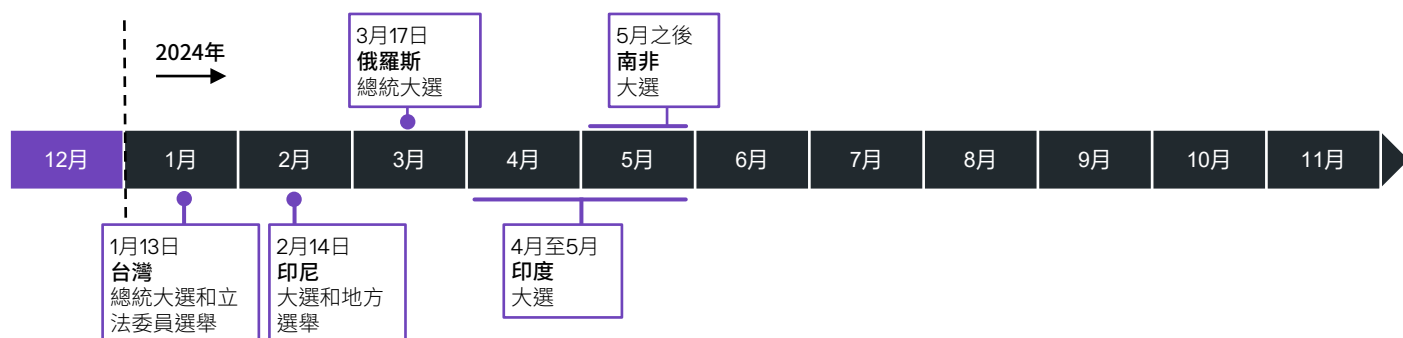 2024年
3月17日
俄羅斯
總統大選
5月之後
南非
大選
12月
1月
2月
3月
4月
5月
6月
7月
8月
9月
10月
11月
1月13日
台灣
總統大選和立
法委員選舉
2月14日
印尼
大選和地方
選舉
4月至5月
印度
大選